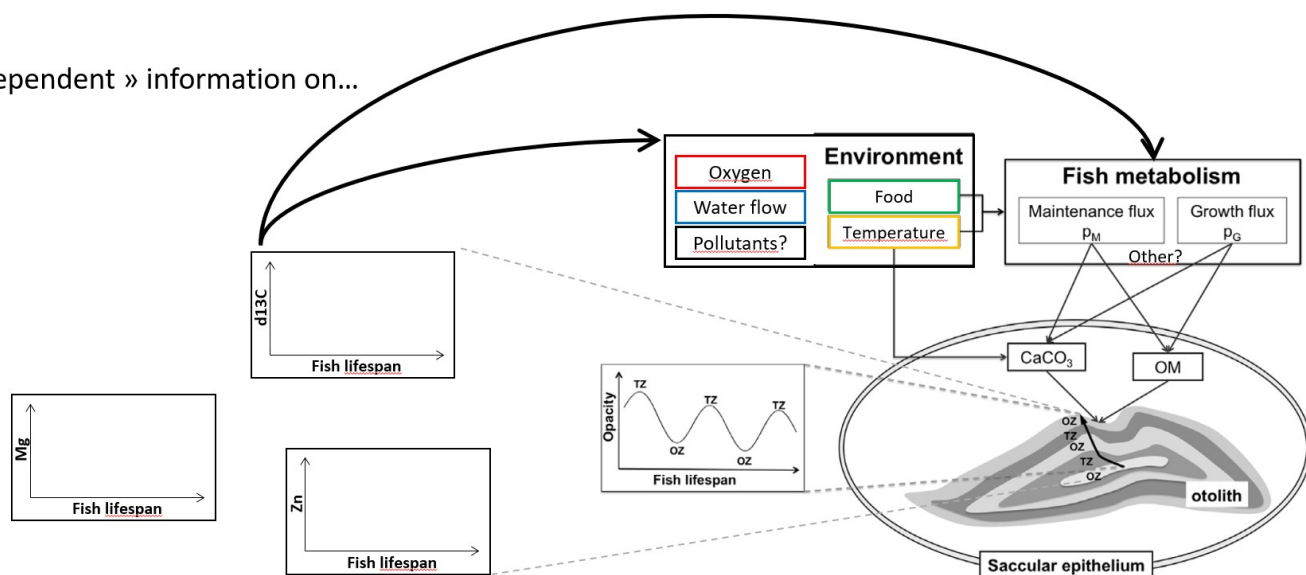 ependent » information on...
Environment
Oxygen
Water flow
Pollutants?
Food
Temperature
Fish metabolism
Maintenance flux
pM
Growth flux
pG
Other?
d13C
Fish lifespan
Mg
Fish lifespan
Zn
Fish lifespan
Opacity
TZ
TZ
TZ
OZ
OZ
Fish lifespan
CaCO3
OM
OZ
TZ
OZ
TZ
OZ
otolith
Saccular epithelium